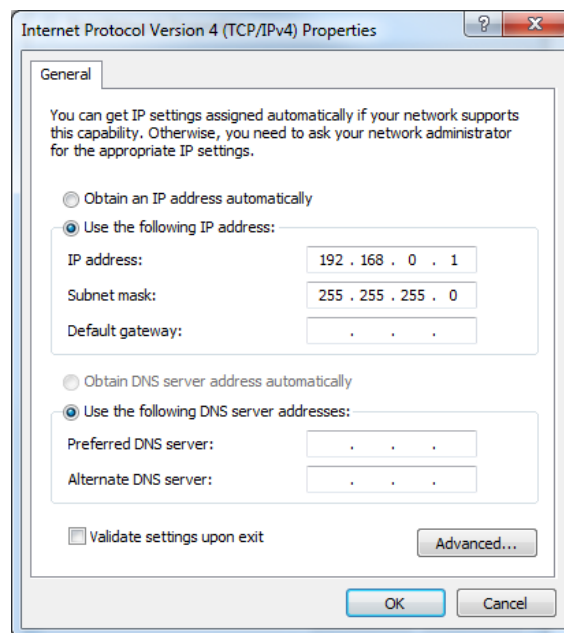 Internet Protocol Version 4 (TCP/IPv4) Properties
?
General
You can get IP settings assigned automatically if your network supports
this capability. Otherwise, you need to ask your network administrator
for the appropriate IP settings.
Obtain an IP address automatically
Use the following IP address:
IP address: 192 . 168 . 0 . 1
Subnet mask: 255 . 255 . 255 . 0
Default gateway: . . .
Obtain DNS server address automatically
Use the following DNS server addresses:
Preferred DNS server: . . .
Alternate DNS server: . . .
Validate settings upon exit
Advanced...
OK Cancel